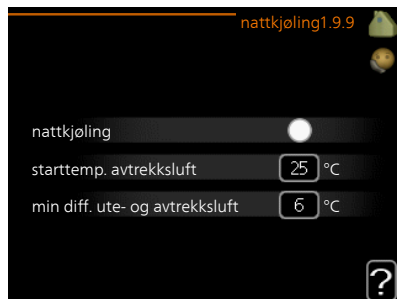 nattkjøling1.9.9
nattkjøling
starttemp. avtrekksluft 25 °C
min diff. ute- og avtrekksluft 6 °C
?